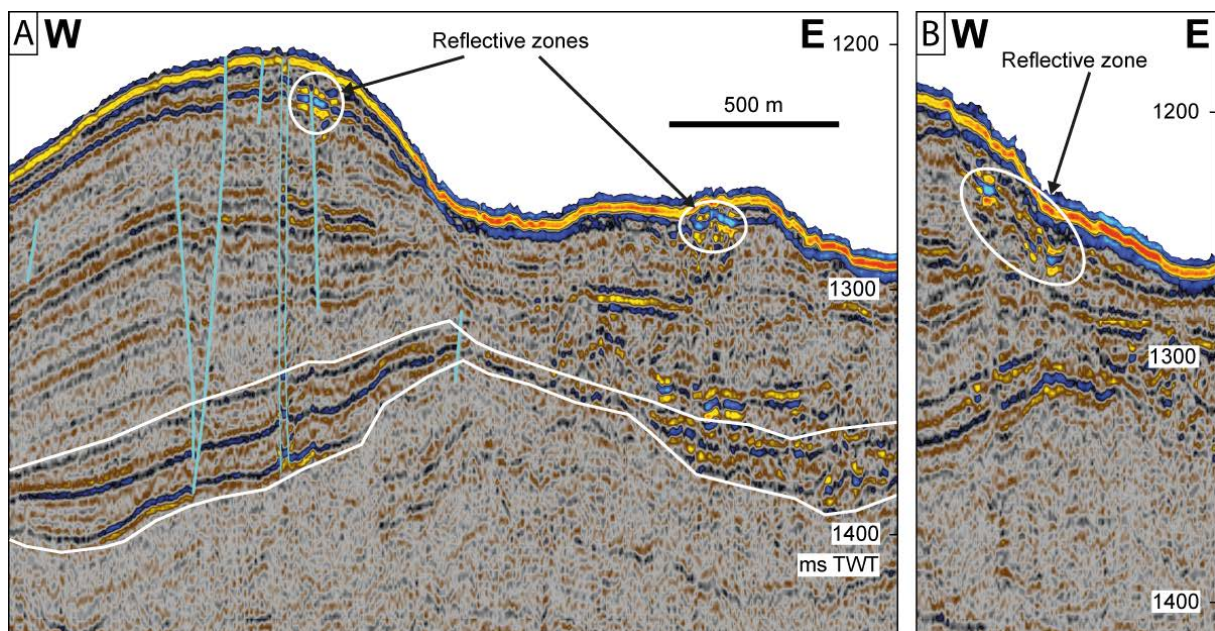 A W
Reflective zones
E 1200
500 m
1300
1400
ms TWT
B W
E
Reflective zone
1200
1300
1400